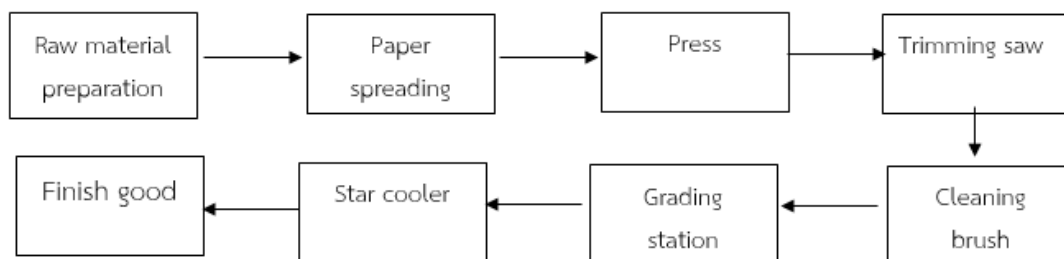 Raw material
preparation
Paper
spreading
Press
Trimming saw
Cleaning
brush
Grading
station
Star cooler
Finish good